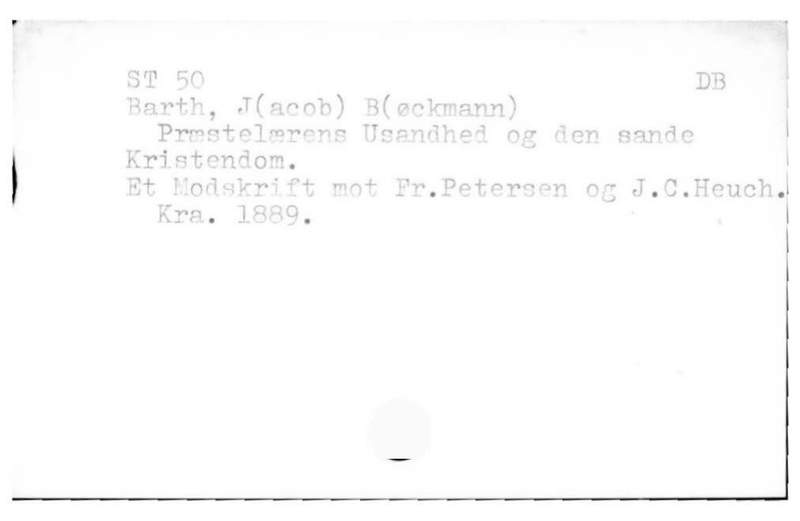 ST 50 DB
Barth, J(acob) B(øckmann)
Præstelærens Usandhed og den sande
Kristendom.
Et Modskrift mot Fr.Petersen og J.C.Heuch.
Kra. 1889.